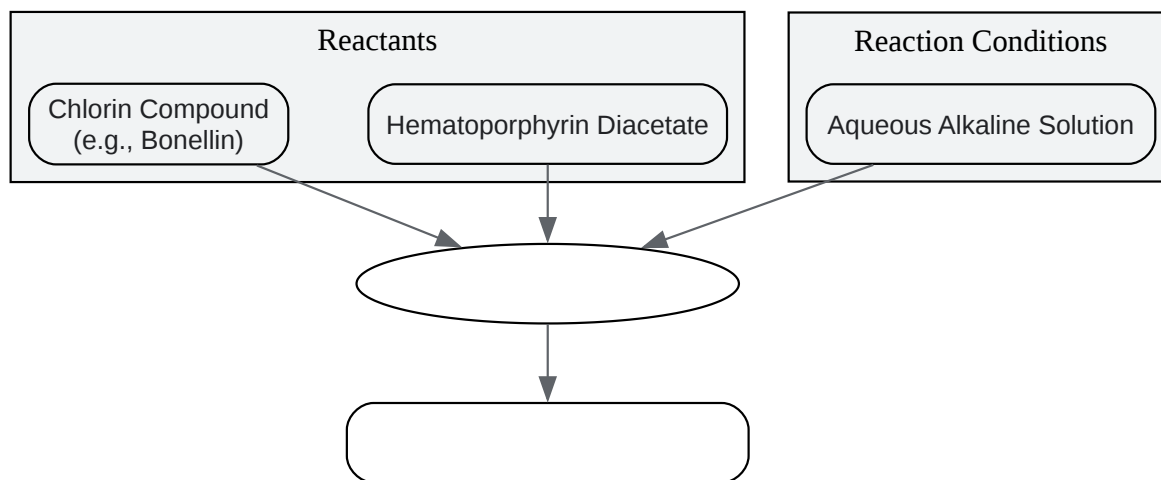 Reactants
Reaction Conditions
Chlorin Compound
(e.g., Bonellin)
Hematoporphyrin Diacetate
Aqueous Alkaline Solution